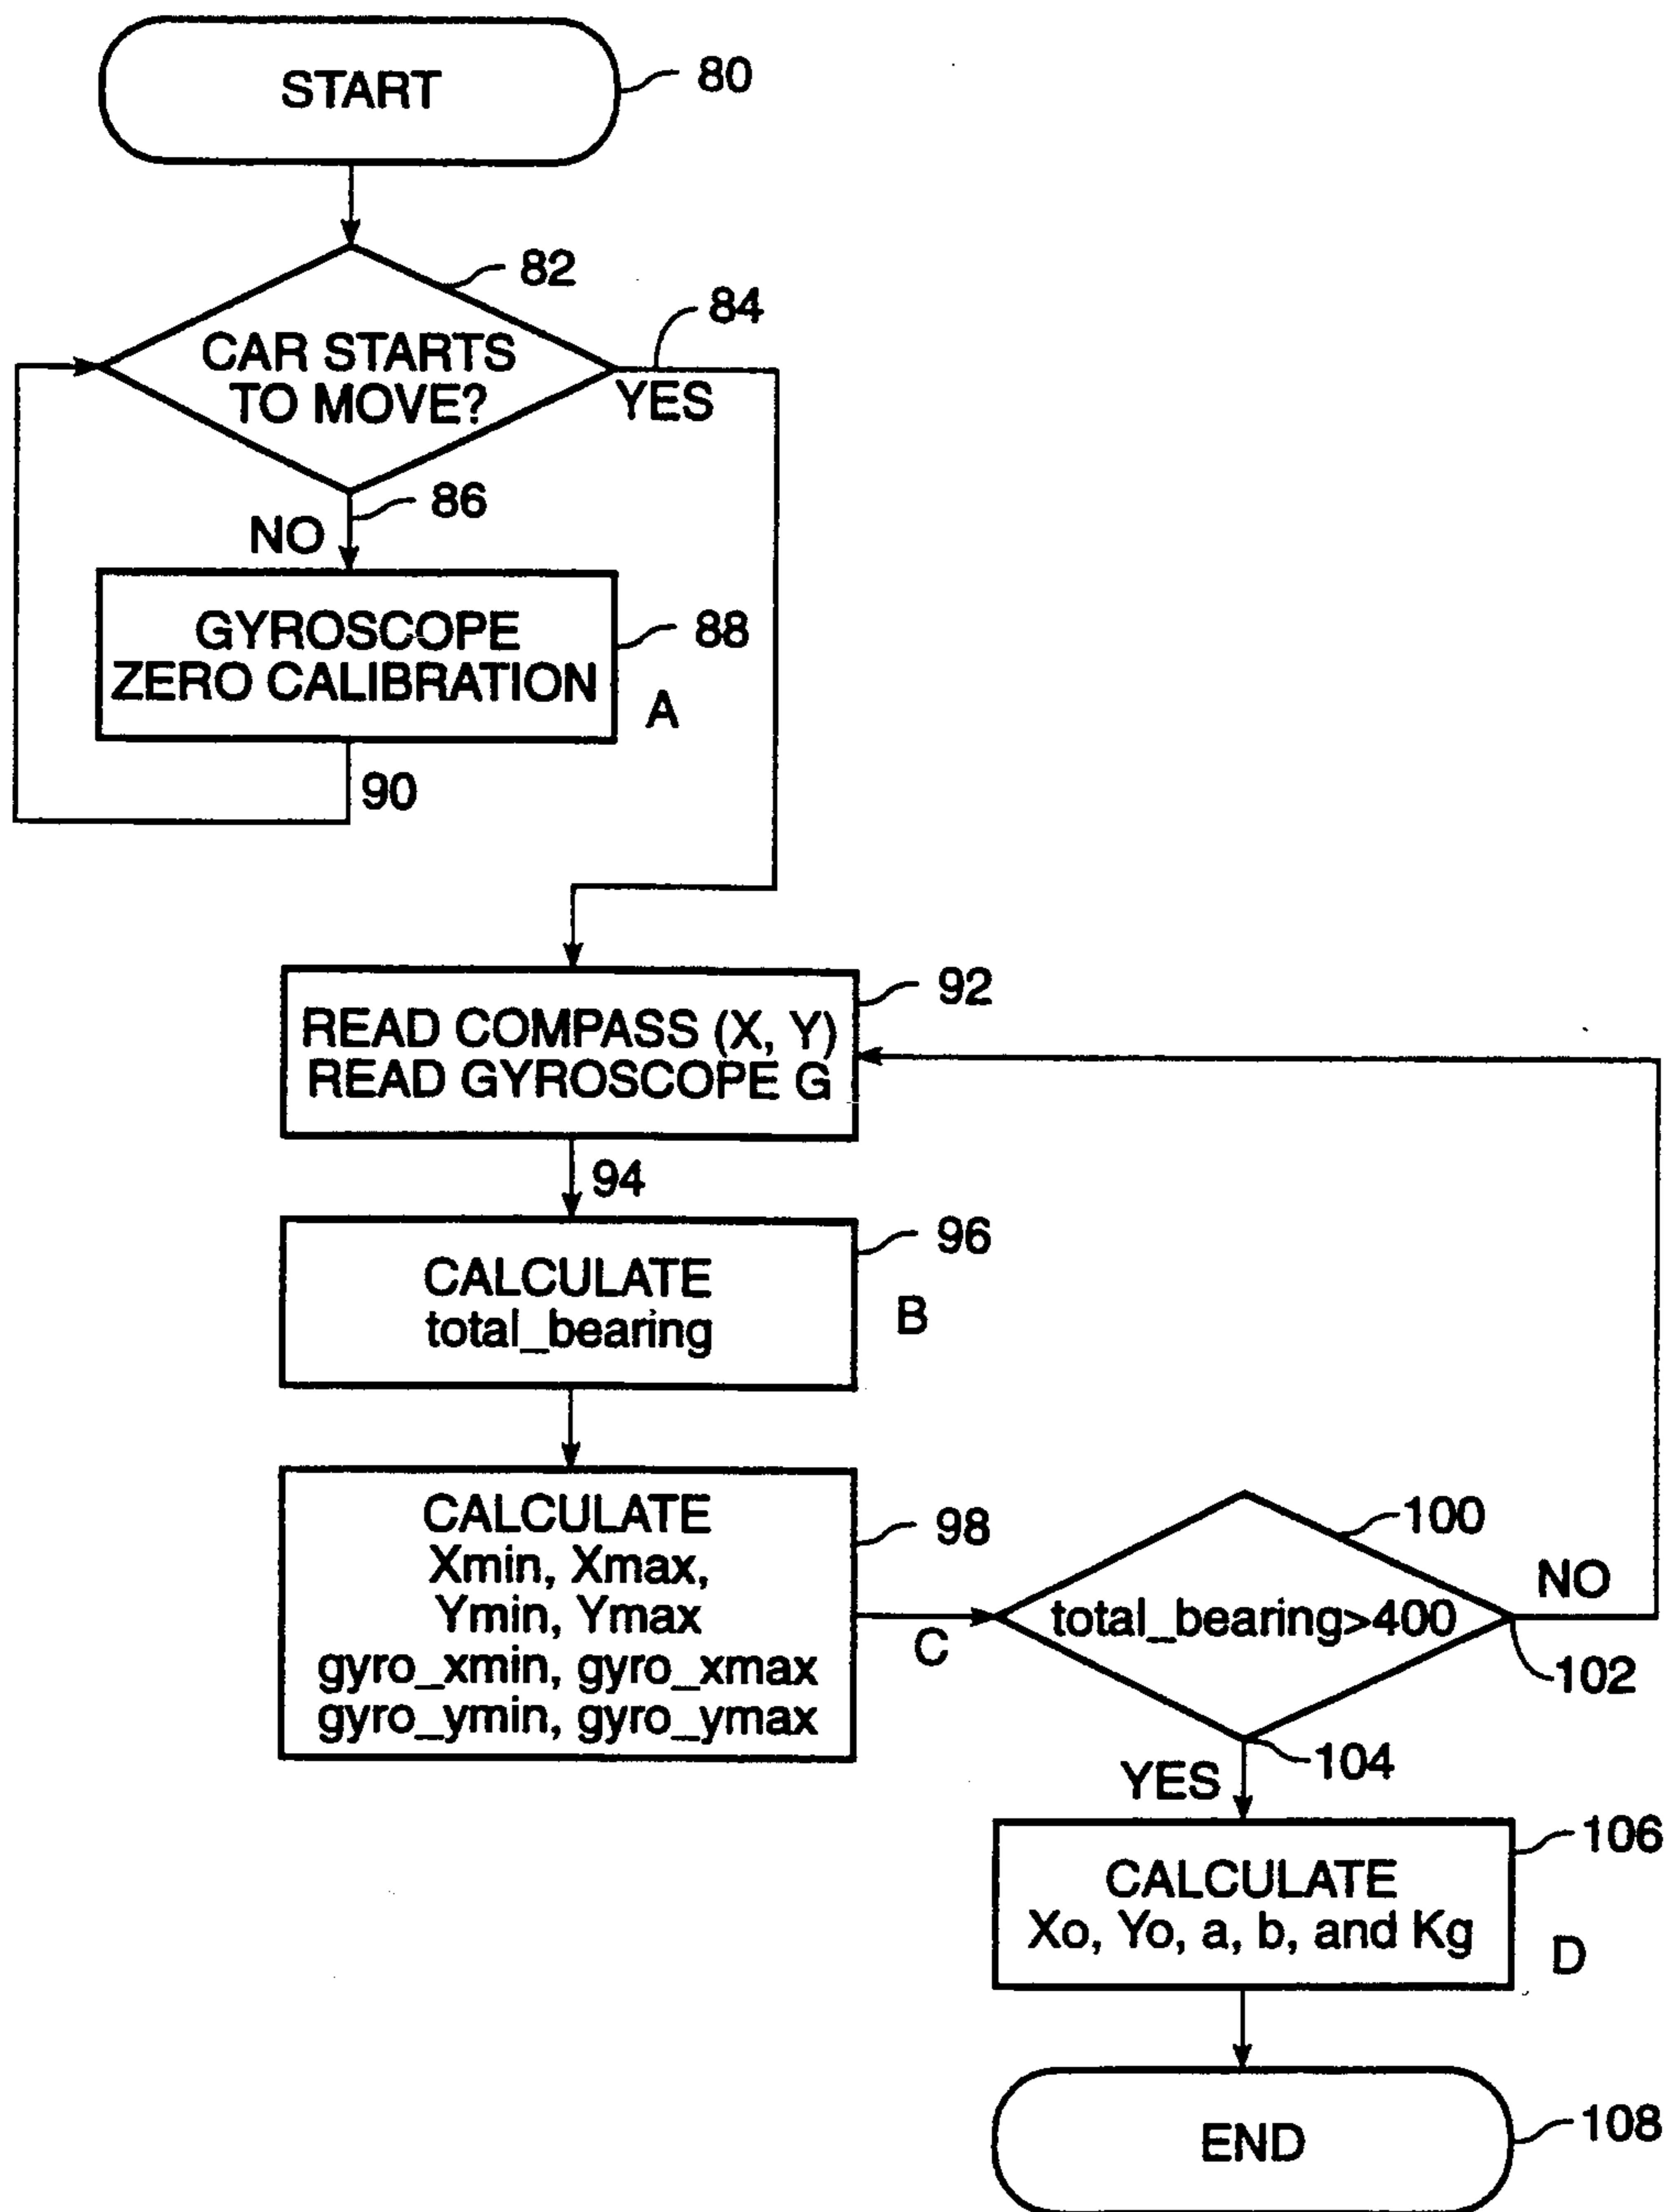 START
80
82
84
CAR STARTS
TO MOVE?
YES
86
NO
GYROSCOPE
ZERO CALIBRATION
88
A
90
92
READ COMPASS (X, Y)
READ GYROSCOPE G
94
96
CALCULATE
total_bearing
B
98
CALCULATE
Xmin, Xmax,
Ymin, Ymax
gyro_xmin, gyro_xmax
gyro_ymin, gyro_ymax
C
100
total_bearing>400
NO
102
104
YES
106
CALCULATE
Xo, Yo, a, b, and Kg
D
END
108